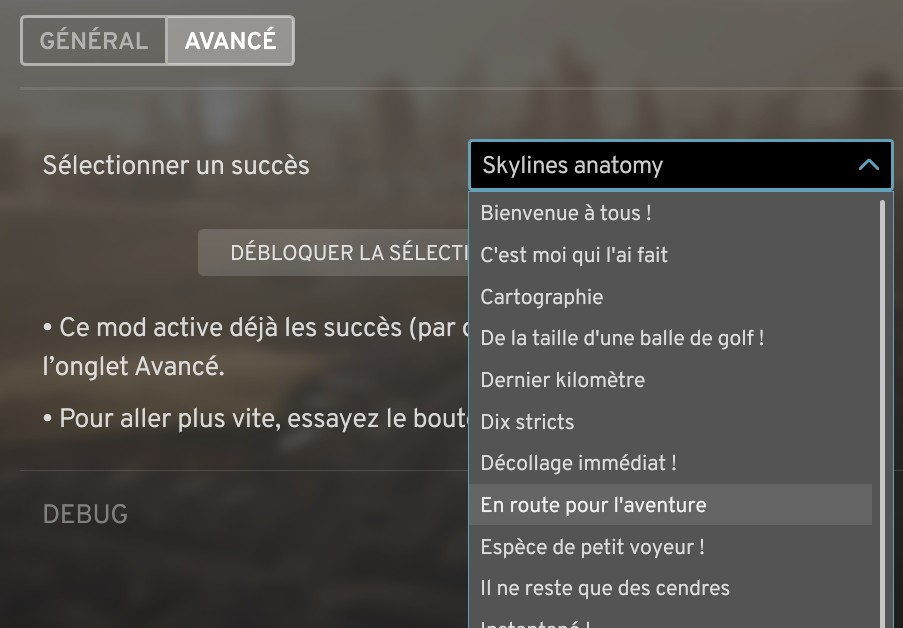 GÉNÉRAL AVANCÉ
Sélectionner un succès
Skylines anatomy
Bienvenue à tous !
C'est moi qui l'ai fait
Cartographie
De la taille d'une balle de golf !
Dernier kilomètre
Dix stricts
Décollage immédiat !
En route pour l'aventure
Espèce de petit voyeur !
Il ne reste que des cendres
DÉBLOQUER LA SÉLECTI
• Ce mod active déjà les succès (par
l’onglet Avancé.
• Pour aller plus vite, essayez le bout
DEBUG